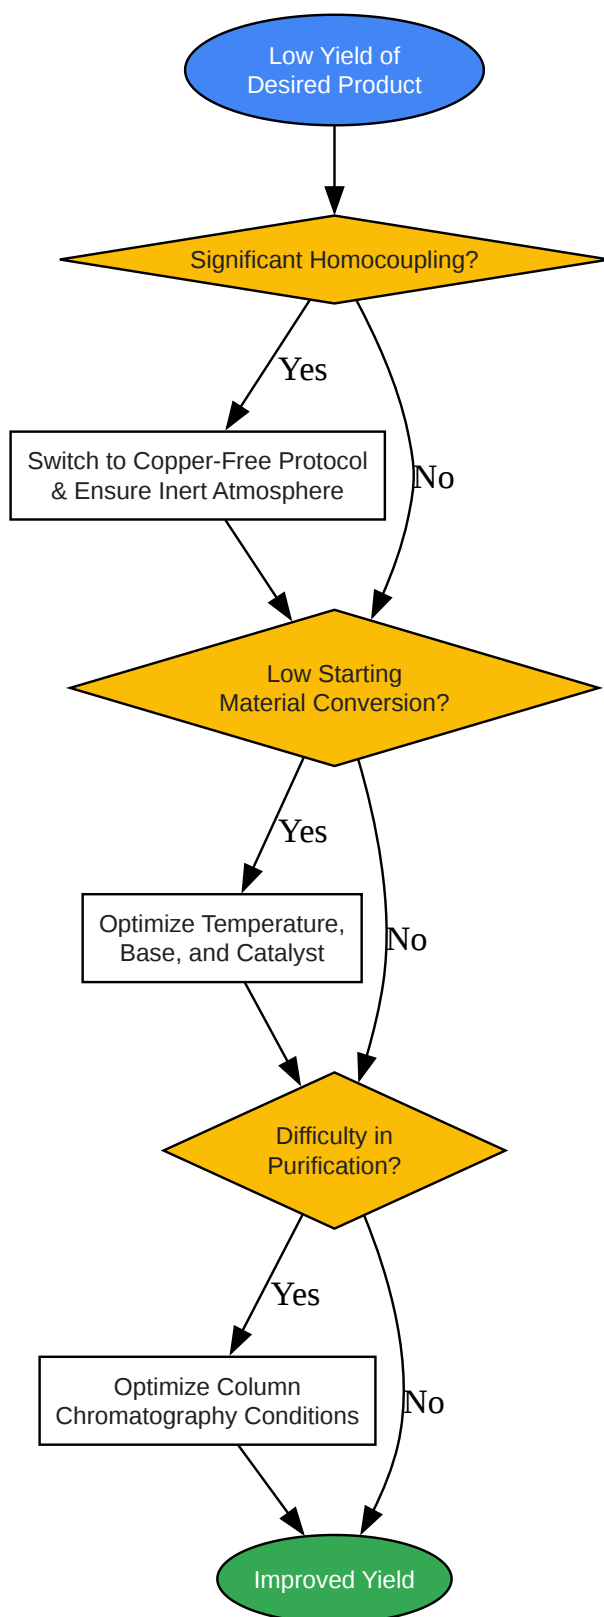 Low Yield of
Desired Product
Significant Homocoupling?
Yes
Switch to Copper-Free Protocol
& Ensure Inert Atmosphere
No
Low Starting
Material Conversion?
Yes
Optimize Temperature,
Base, and Catalyst
No
Difficulty in
Purification?
Yes
Optimize Column
Chromatography Conditions
No
Improved Yield